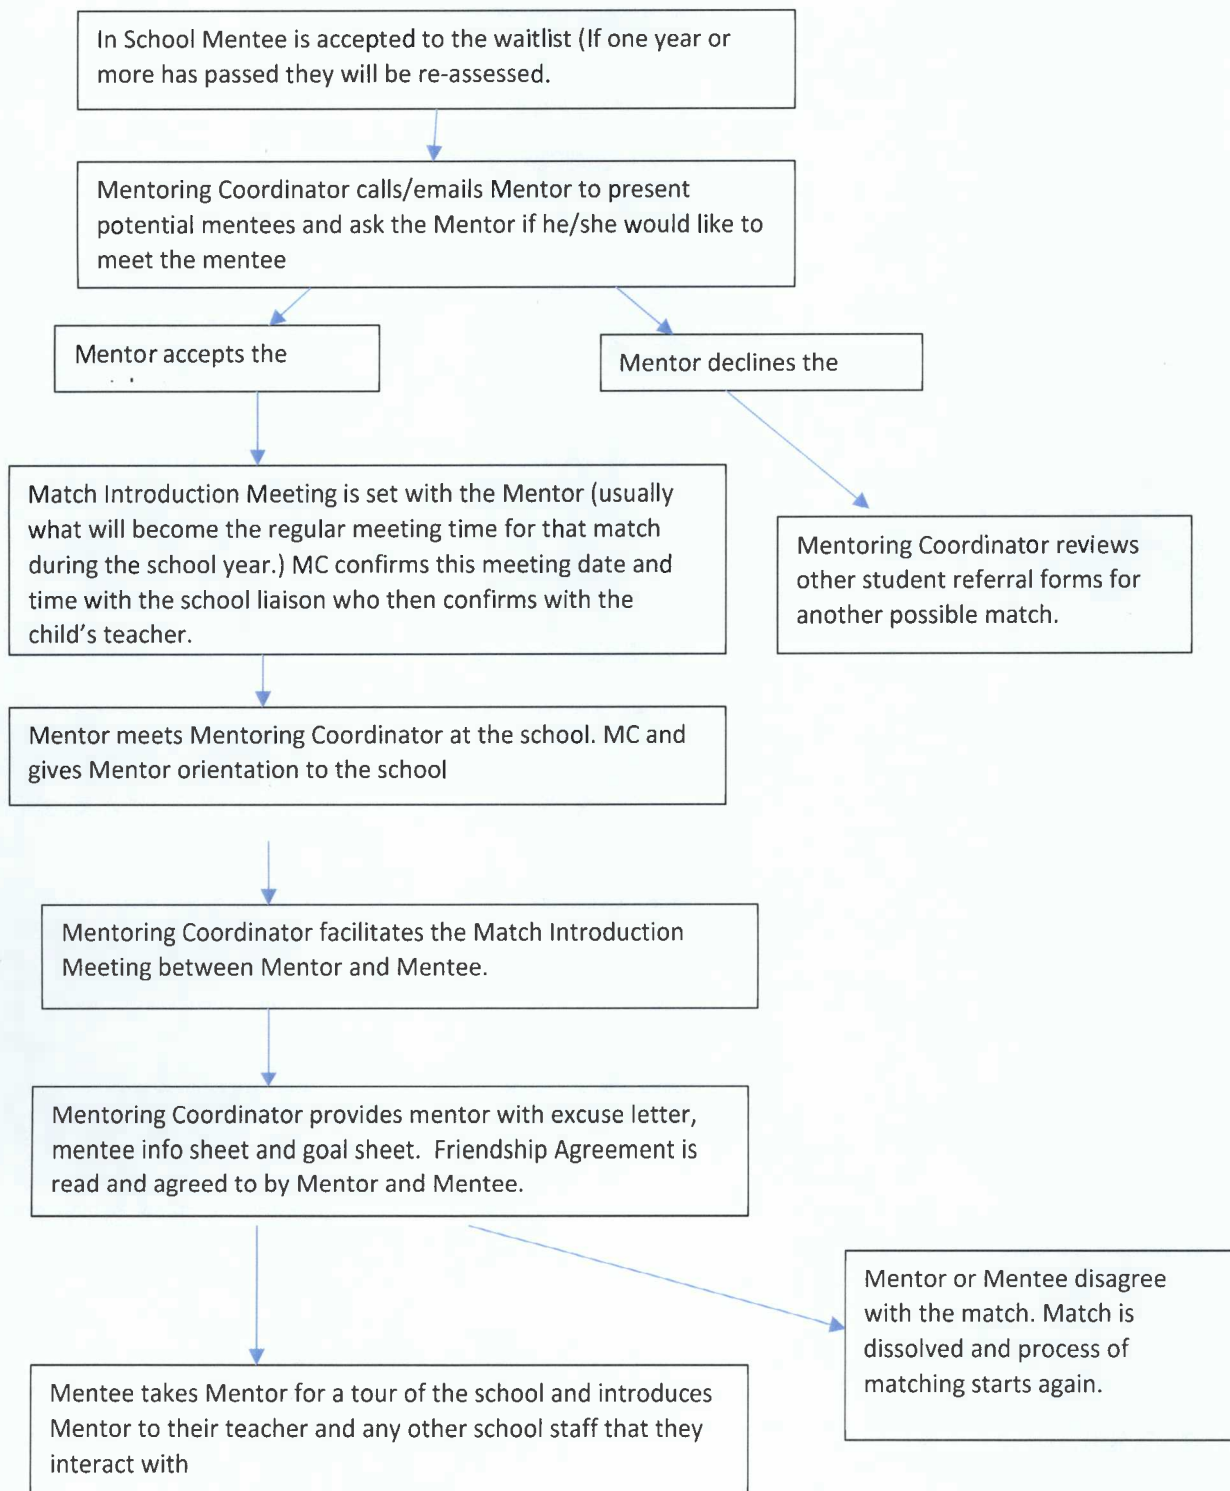 In School Mentee is accepted to the waitlist (If one year or
more has passed they will be re-assessed.
Mentoring Coordinator calls/emails Mentor to present
potential mentees and ask the Mentor if he/she would like to
meet the mentee
Mentor accepts the
Mentor declines the
Match Introduction Meeting is set with the Mentor (usually
what will become the regular meeting time for that match
during the school year.) MC confirms this meeting date and
time with the school liaison who then confirms with the
child's teacher.
Mentoring Coordinator reviews
other student referral forms for
another possible match.
Mentor meets Mentoring Coordinator at the school. MC and
gives Mentor orientation to the school
Mentoring Coordinator facilitates the Match Introduction
Meeting between Mentor and Mentee.
Mentoring Coordinator provides mentor with excuse letter,
mentee info sheet and goal sheet. Friendship Agreement is
read and agreed to by Mentor and Mentee.
Mentor or Mentee disagree
with the match. Match is
dissolved and process of
matching starts again.
Mentee takes Mentor for a tour of the school and introduces
Mentor to their teacher and any other school staff that they
interact with